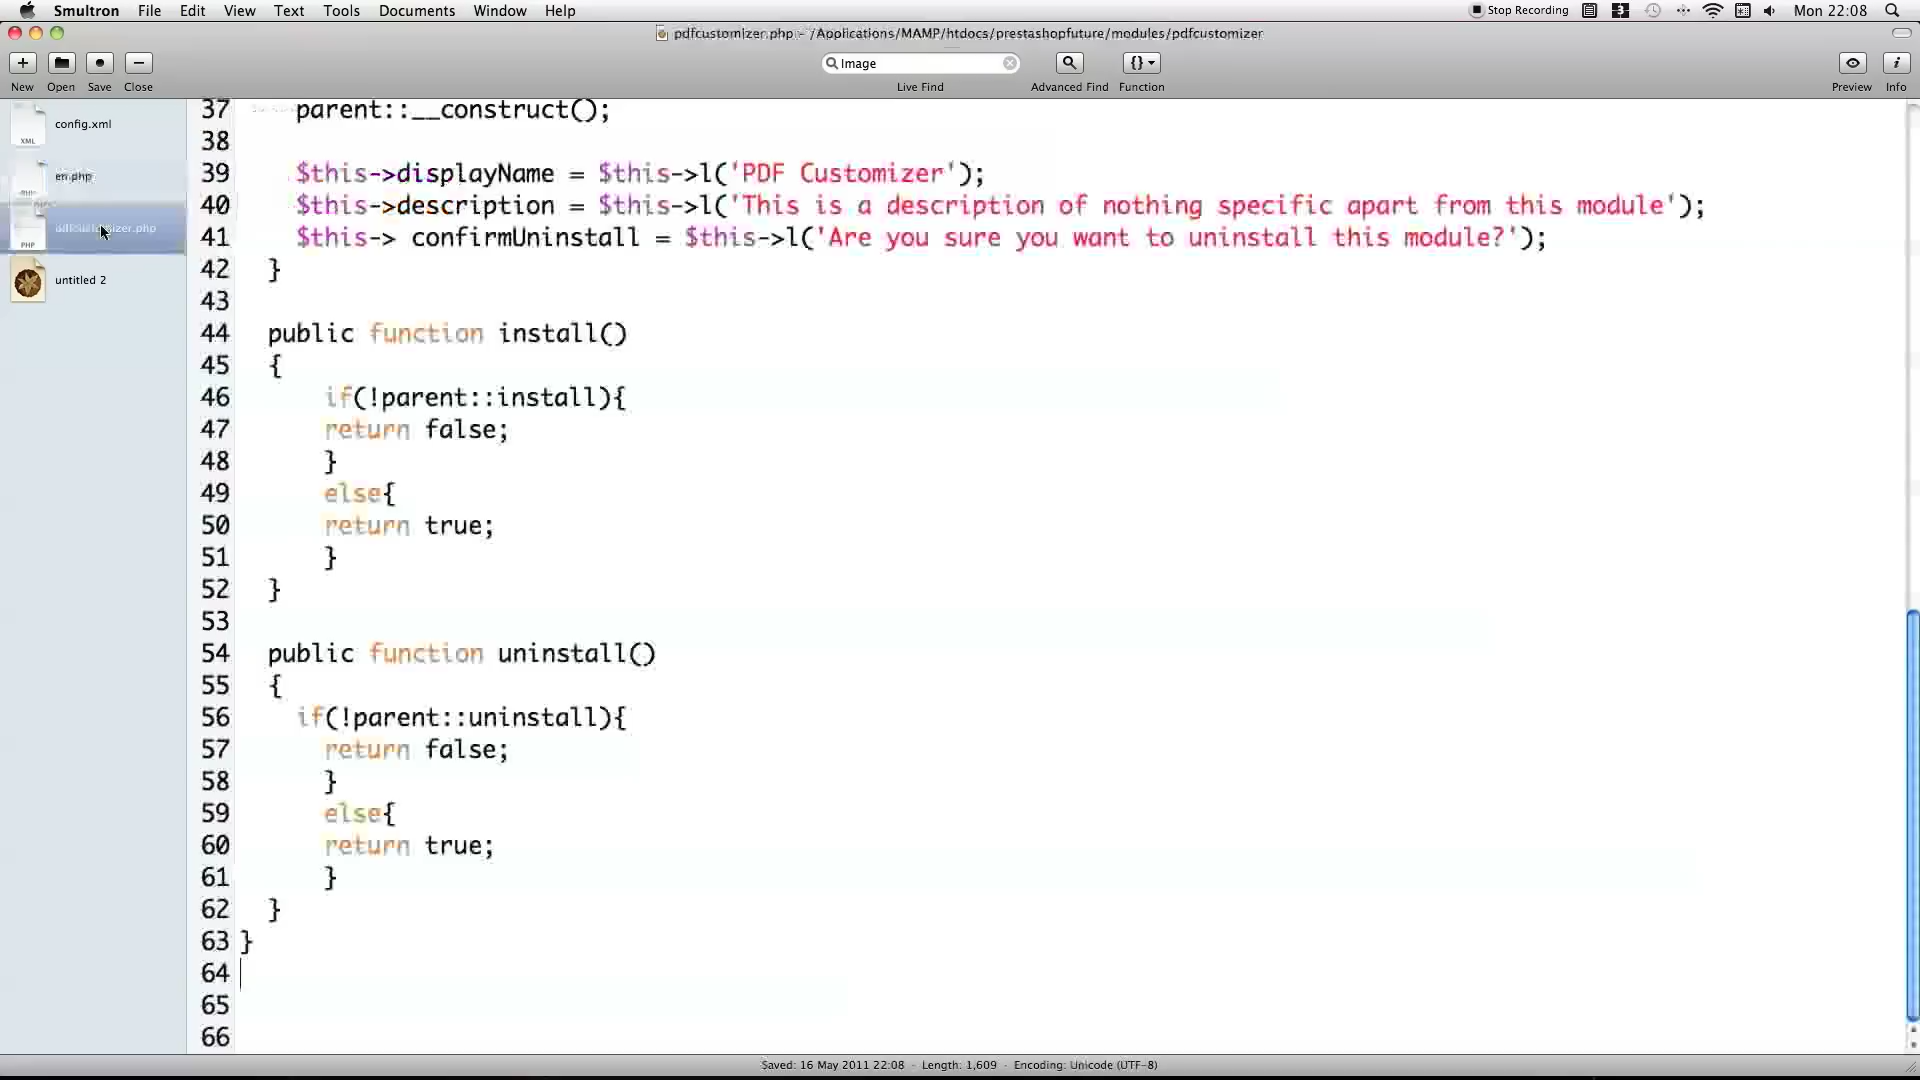 Smultron File Edit View Text Tools Documents Window Help Stop Recording 3 Mon 22:08
pdfcustomizer.php - /Applications/MAMP/htdocs/prestashopfuture/modules/pdfcustomizer
Image
New Open Save Close Live Find Advanced Find Function Preview Info
config.xml
XML
en.php
pdfcustomizer.php
PHP
untitled 2
37 parent::__construct();
38
39 $this->displayName = $this->l('PDF Customizer');
40 $this->description = $this->l('This is a description of nothing specific apart from this module');
41 $this-> confirmUninstall = $this->l('Are you sure you want to uninstall this module?');
42 }
43
44 public function install()
45 {
46 if(!parent::install){
47 return false;
48 }
49 else{
50 return true;
51 }
52 }
53
54 public function uninstall()
55 {
56 if(!parent::uninstall){
57 return false;
58 }
59 else{
60 return true;
61 }
62 }
63 }
64
65
66
Saved: 16 May 2011 22:08 · Length: 1,609 · Encoding: Unicode (UTF-8)